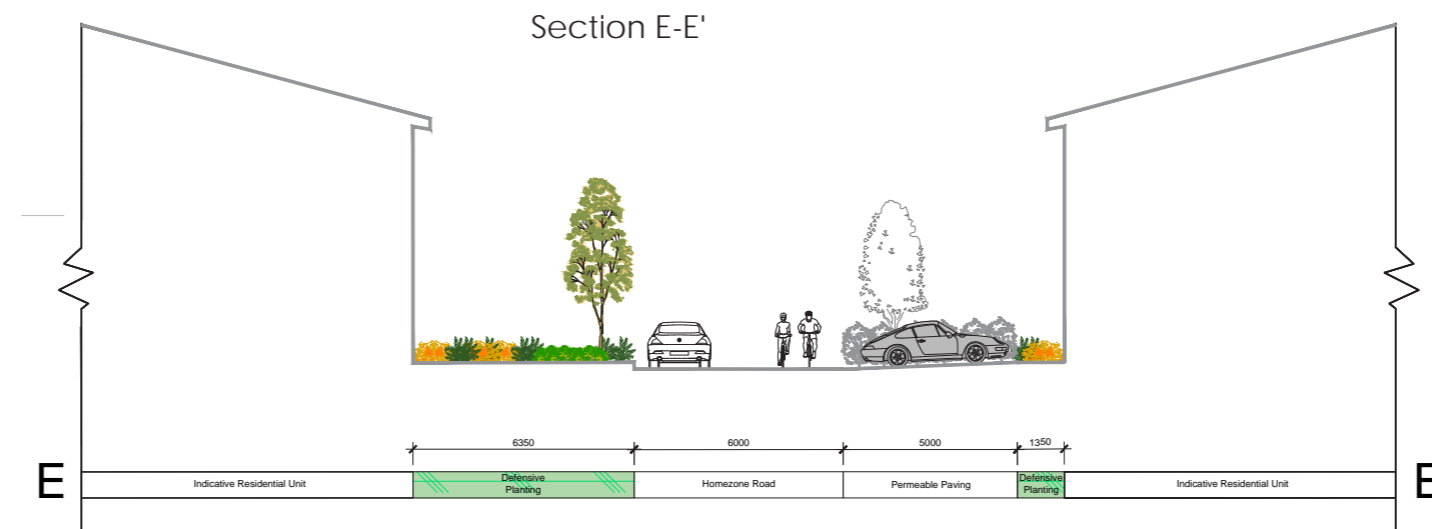 Section E-E'
6350
6000
5000
1350
E
Indicative Residential Unit
Defensive
Planting
Homezone Road
Permeable Paving
Defensive
Planting
Indicative Residential Unit
E